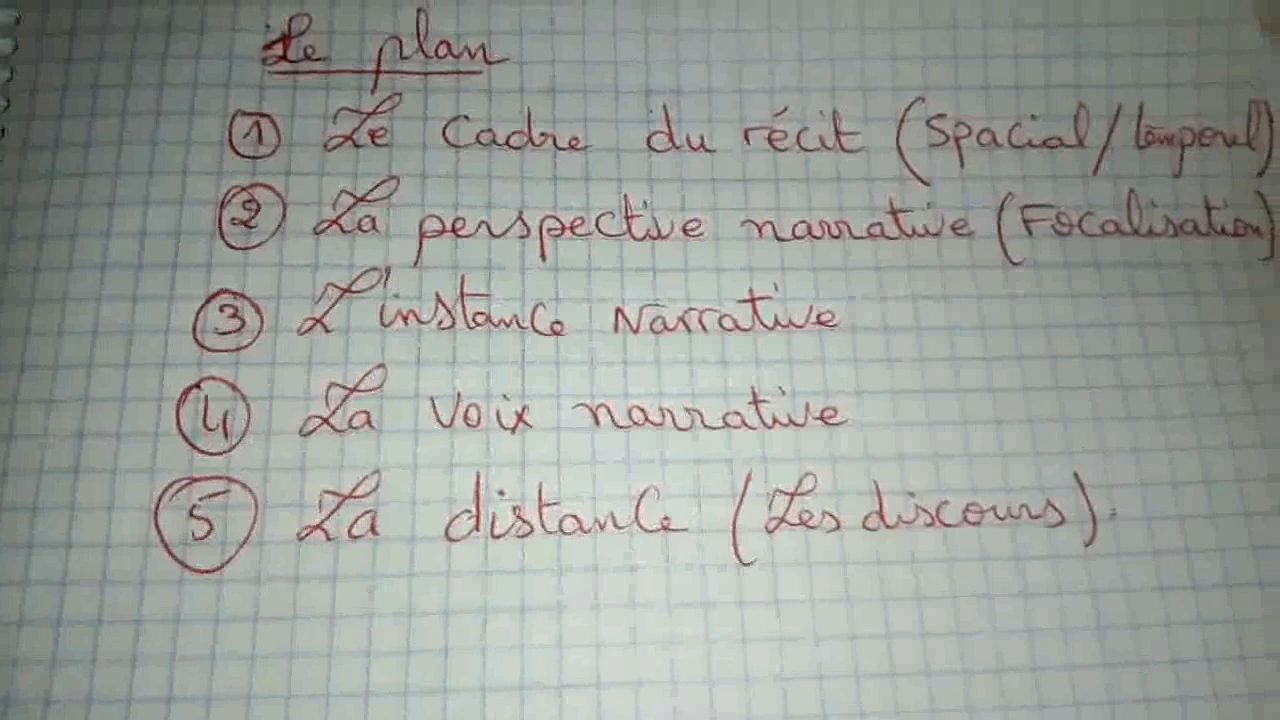 Le plan
① Le Cadre du récit (Spacial/temporel)
② La perspective narrative (Focalisation)
③ L'instance Narrative
④ La voix narrative
⑤ La distance (Les discours).